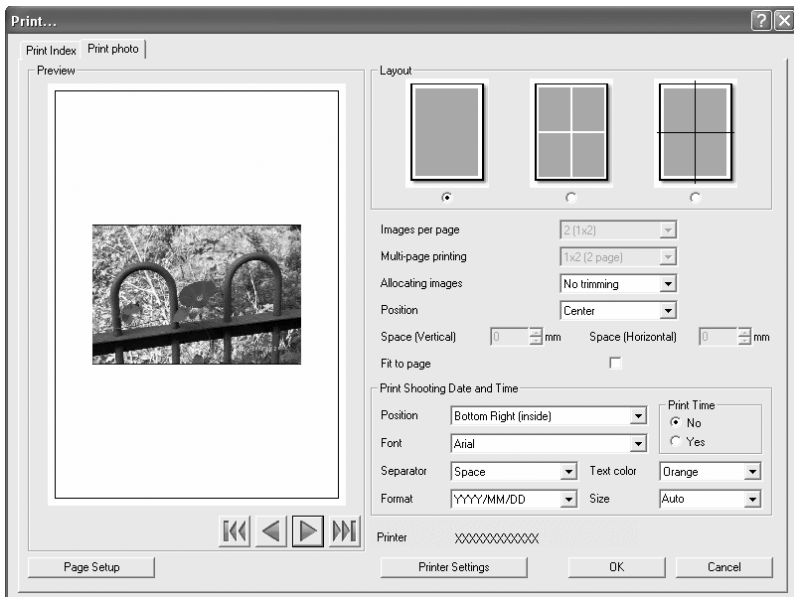 Print...
Print Index
Print photo
Preview
Page Setup
Layout
Images per page 2 (1x2)
Multi-page printing 1x2 (2 page)
Allocating images No trimming
Position Center
Space (Vertical) 0 mm Space (Horizontal) 0 mm
Fit to page
Print Shooting Date and Time
Position Bottom Right (inside)
Font Arial
Separator Space Text color Orange
Format YYYY/MM/DD Size Auto
Print Time
No
Yes
Printer XXXXXXXXXXXX
Printer Settings
OK
Cancel